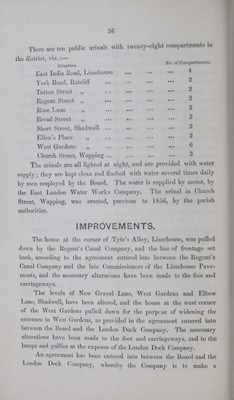 36
There are ten public urinals with twenty-eight compartments in
the district, viz.:—
Situation. No. of Compartments.
East India Road, Limehouse ... ... ... 4
York Road, Ratcliff ... ... ... ... 2
Tatton Street „ ... ... ... ... 2
Regent Street „ ... ... ... ... 2
Rose Lane „ ... ... ... ... 2
Broad Street „ ... ... ... ... 3
Short Street, Shadwell ... ... ... ... 2
Ellen's Place „ ... ... ... ... 2
West Gardens „ ... ... ... ... 6
Church Street, Wapping ... ... ... ... 3
The urinals are all lighted at night, and are provided with water
supply; they are kept clean and flushed with water several times daily
by men employed by the Board. The water is supplied by meter, by
the East London Water Works Company. The urinal in Church
Street, Wapping, was erected, previous to 1856, by the parish
authorities.
IMPROVEMENTS.
The house at the corner of Tyte's Alley, Limehouse, was pulled
down by the Regent's Canal Company, and the line of frontage set
back, according to the agreement entered into between the Regent's
Canal Company and the late Commissioners of the Limehouse Pave-
ments, and the necessary alterations have been made to the foot and
carriageways.
The levels of New Gravel Lane, West Gardens and Elbow
Lane, Shadwell, have been altered, and the house at the west corner
of the West Gardens pulled down for the purpose of widening the
entrance to West Gardens, as provided in the agreement entered into
between the Board and the London Dock Company. The necessary
alterations have been made to the foot and carriageways, and to the
lamps and gullies at the expense of the London Dock Company.
An agreement has been entered into between the Board and the
London Dock Company, whereby the Company is to make a